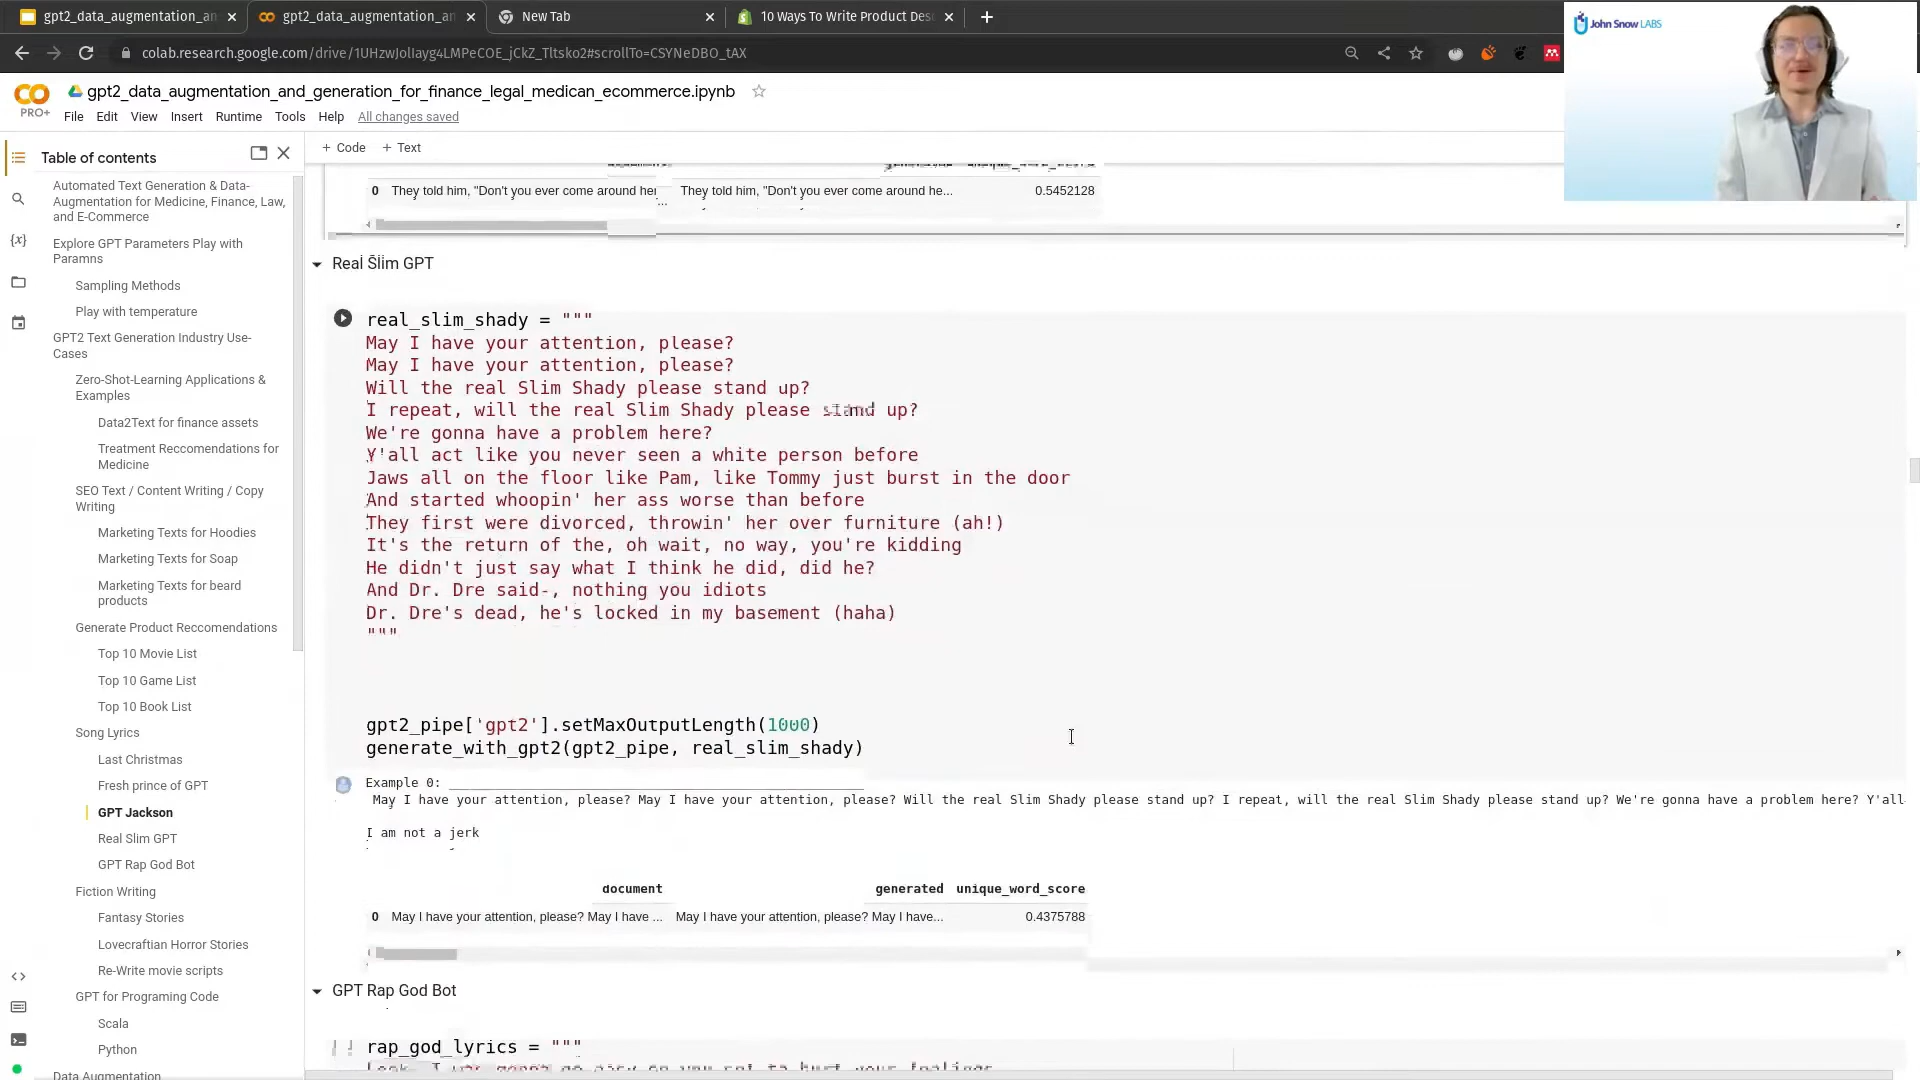 gpt2_data_augmentation_an
gpt2_data_augmentation_an
New Tab
10 Ways To Write Product Des
colab.research.google.com/drive/1UHzwJolIayg4LMPeCOE_jCkZ_Tltsko2#scrollTo=CSYNeDBO_tAX
John Snow LABS
PRO+
gpt2_data_augmentation_and_generation_for_finance_legal_medican_ecommerce.ipynb
File Edit View Insert Runtime Tools Help All changes saved
Table of contents
Automated Text Generation & Data-
Augmentation for Medicine, Finance, Law,
and E-Commerce
Explore GPT Parameters Play with
Paramns
Sampling Methods
Play with temperature
GPT2 Text Generation Industry Use-
Cases
Zero-Shot-Learning Applications &
Examples
Data2Text for finance assets
Treatment Reccomendations for
Medicine
SEO Text / Content Writing / Copy
Writing
Marketing Texts for Hoodies
Marketing Texts for Soap
Marketing Texts for beard
products
Generate Product Reccomendations
Top 10 Movie List
Top 10 Game List
Top 10 Book List
Song Lyrics
Last Christmas
Fresh prince of GPT
GPT Jackson
Real Slim GPT
GPT Rap God Bot
Fiction Writing
Fantasy Stories
Lovecraftian Horror Stories
Re-Write movie scripts
GPT for Programing Code
Scala
Python
Data Augmentation
+ Code + Text
0 They told him, "Don't you ever come around her They told him, "Don't you ever come around he... 0.5452128
Real Slim GPT
real_slim_shady = """
May I have your attention, please?
May I have your attention, please?
Will the real Slim Shady please stand up?
I repeat, will the real Slim Shady please stand up?
We're gonna have a problem here?
Y'all act like you never seen a white person before
Jaws all on the floor like Pam, like Tommy just burst in the door
And started whoopin' her ass worse than before
They first were divorced, throwin' her over furniture (ah!)
It's the return of the, oh wait, no way, you're kidding
He didn't just say what I think he did, did he?
And Dr. Dre said-, nothing you idiots
Dr. Dre's dead, he's locked in my basement (haha)
"""
gpt2_pipe['gpt2'].setMaxOutputLength(1000)
generate_with_gpt2(gpt2_pipe, real_slim_shady)
Example 0:
May I have your attention, please? May I have your attention, please? Will the real Slim Shady please stand up? I repeat, will the real Slim Shady please stand up? We're gonna have a problem here? Y'all
I am not a jerk
document generated unique_word_score
0 May I have your attention, please? May I have ... May I have your attention, please? May I have... 0.4375788
GPT Rap God Bot
rap_god_lyrics = """